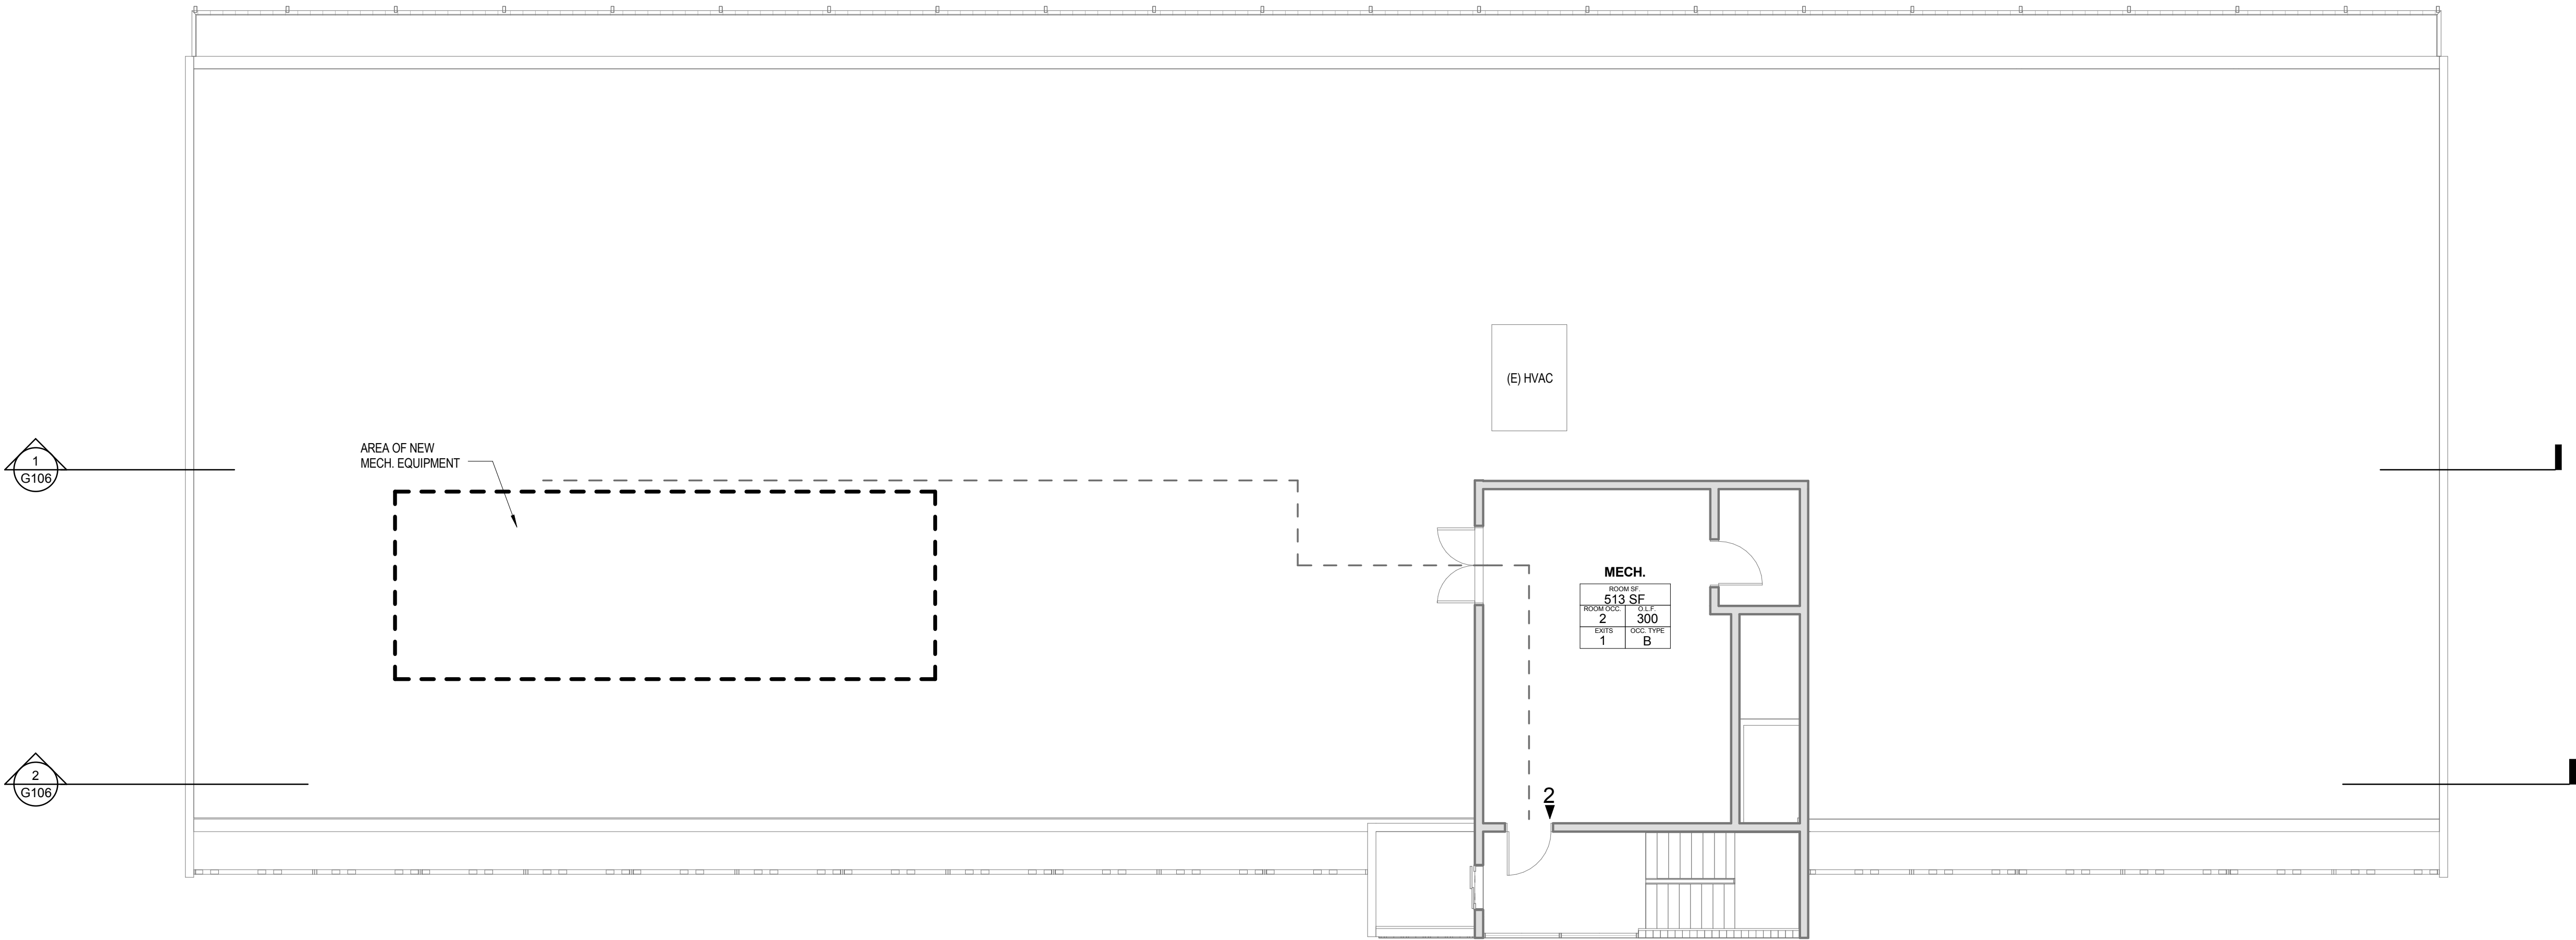 (E) HVAC
AREA OF NEW
MECH. EQUIPMENT
1
G106
MECH.
ROOM SF.
513 SF
ROOM OCC. O.L.F.
2 300
EXITS OCC. TYPE
1 B
2
G106
2